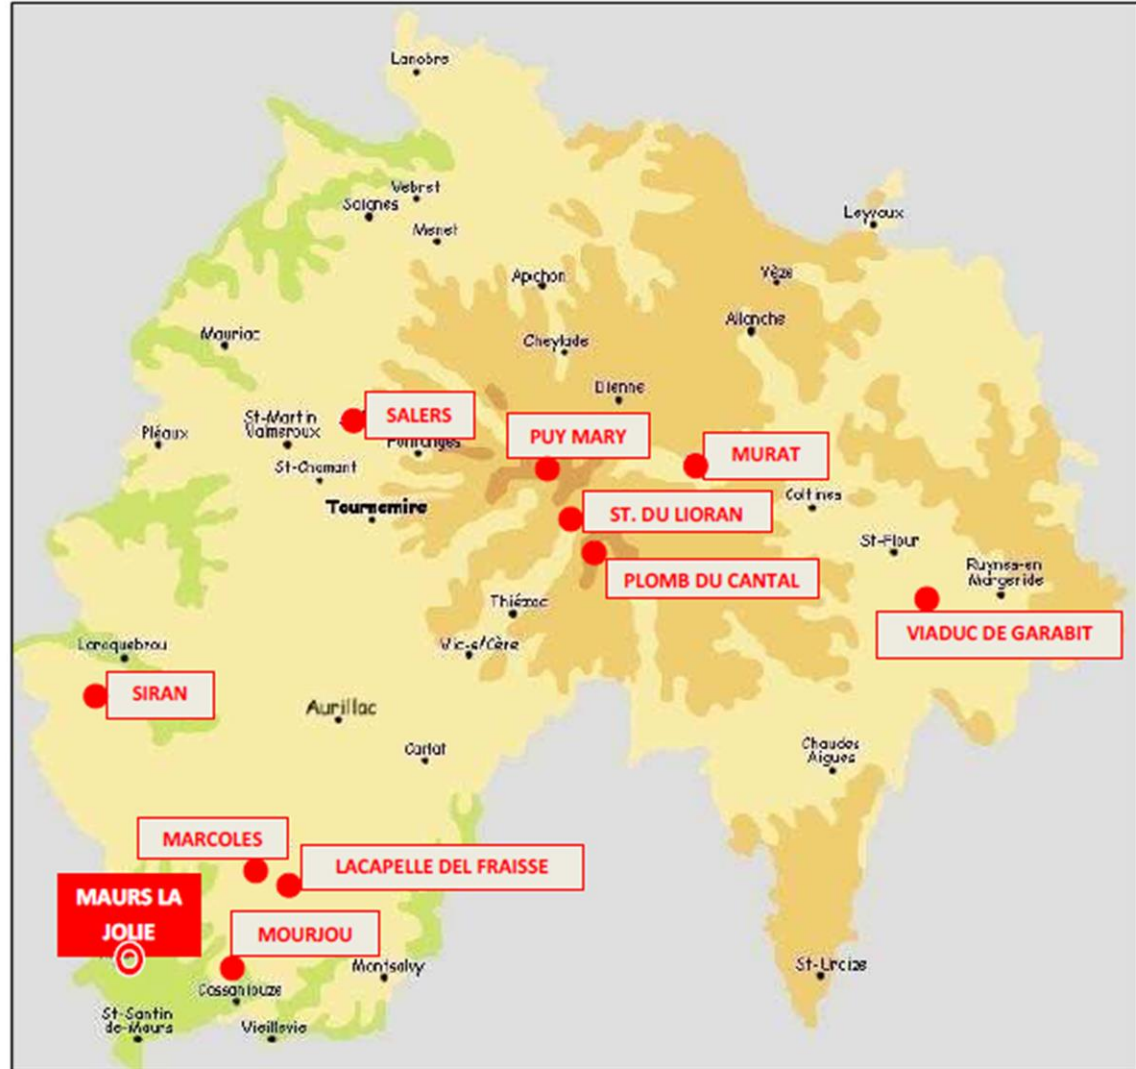 Lanobre
Vebret
Saignes
Menet
Leyvaux
Apchon
Vèze
Allanche
Mauriac
Cheylade
Dienne
SALERS
St-Martin
Valmeroux
Pléaux
PUY MARY
MURAT
St-Chamant
Coltines
Tournemire
ST. DU LIORAN
St-Flour
PLOMB DU CANTAL
Ruynes-en
Margeride
Thiézac
VIADUC DE GARABIT
Laroquebrou
Vic-s/Cère
SIRAN
Aurillac
Carlat
Chaudes
Aigues
MARCOLES
LACAPELLE DEL FRAISSE
MAURS LA
JOLIE
MOURJOU
Montsalvy
St-Urcize
Cassaniouze
St-Santin
de-Maurs
Vieillevie